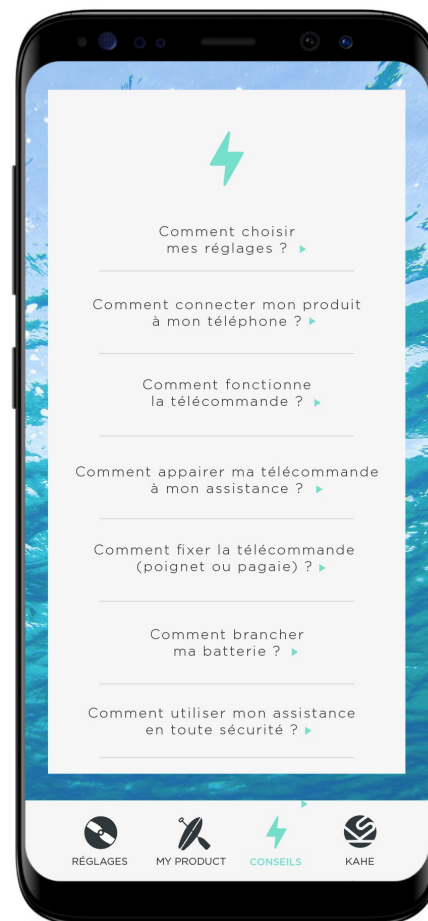 Comment choisir
mes réglages ?
Comment connecter mon produit
à mon téléphone ?
Comment fonctionne
la télécommande ?
Comment appairer ma télécommande
à mon assistance ?
Comment fixer la télécommande
(poignet ou pagaie) ?
Comment brancher
ma batterie ?
Comment utiliser mon assistance
en toute sécurité ?
RÉGLAGES MY PRODUCT CONSEILS KAHE